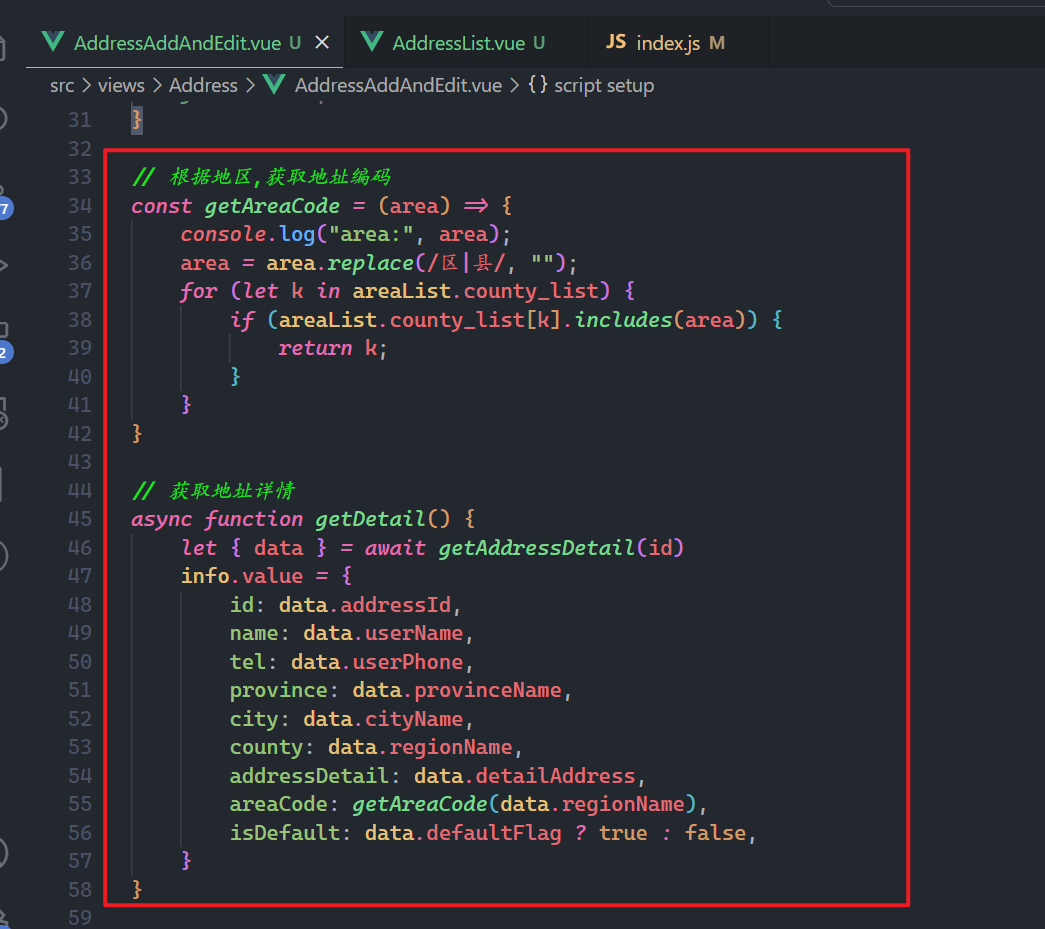 AddressAddAndEdit.vue U
AddressList.vue U
JS index.js M
src > views > Address > AddressAddAndEdit.vue > {} script setup
31 }
32
33 // 根据地区,获取地址编码
34 const getAreaCode = (area) => {
35 console.log("area:", area);
36 area = area.replace(/区|县/, "");
37 for (let k in areaList.county_list) {
38 if (areaList.county_list[k].includes(area)) {
39 return k;
40 }
41 }
42 }
43
44 // 获取地址详情
45 async function getDetail() {
46 let { data } = await getAddressDetail(id)
47 info.value = {
48 id: data.addressId,
49 name: data.userName,
50 tel: data.userPhone,
51 province: data.provinceName,
52 city: data.cityName,
53 county: data.regionName,
54 addressDetail: data.detailAddress,
55 areaCode: getAreaCode(data.regionName),
56 isDefault: data.defaultFlag ? true : false,
57 }
58 }
59
7
2